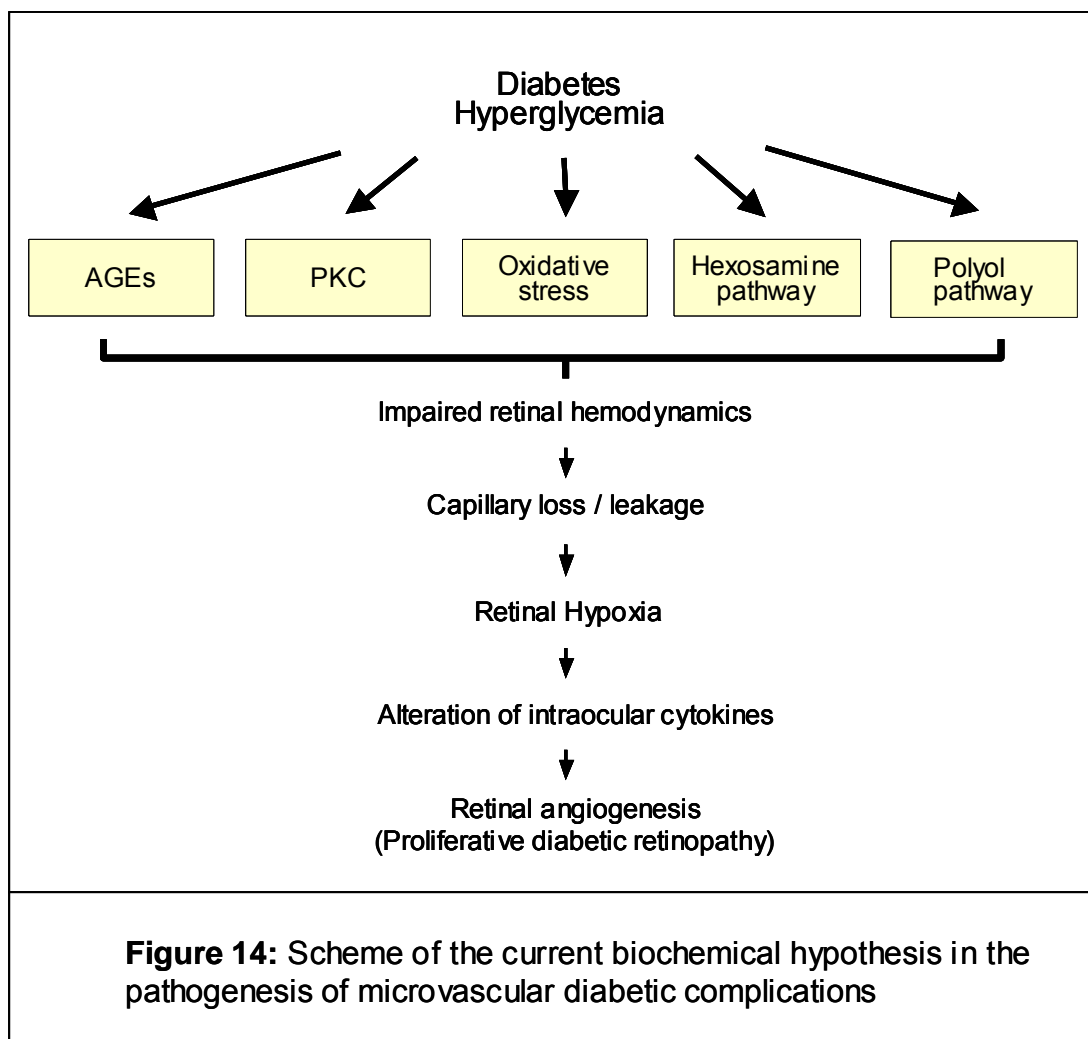 Diabetes
Hyperglycemia
AGEs
PKC
Oxidative
stress
Hexosamine
pathway
Polyol
pathway
Impaired retinal hemodynamics
Capillary loss / leakage
Retinal Hypoxia
Alteration of intraocular cytokines
Retinal angiogenesis
(Proliferative diabetic retinopathy)
Figure 14: Scheme of the current biochemical hypothesis in the
pathogenesis of microvascular diabetic complications